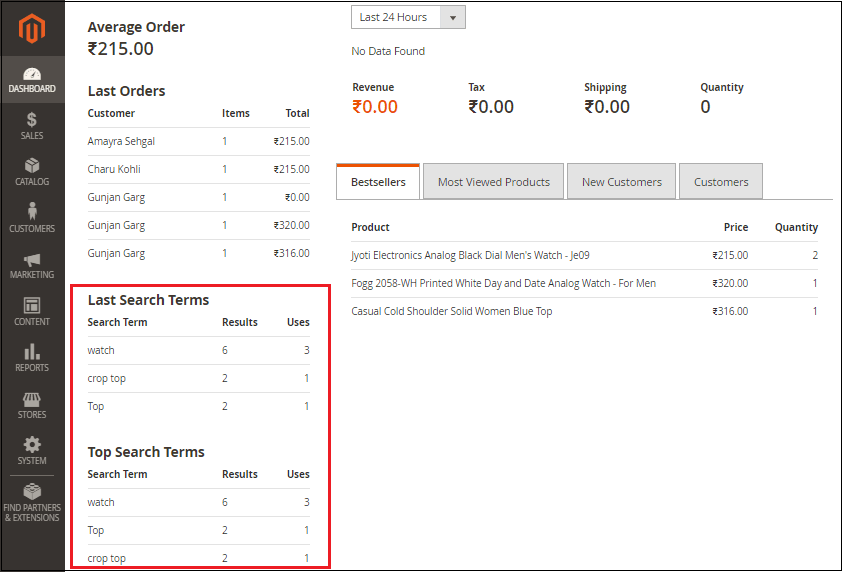 DASHBOARD
SALES
CATALOG
CUSTOMERS
MARKETING
CONTENT
REPORTS
STORES
SYSTEM
FIND PARTNERS
& EXTENSIONS
Average Order
₹215.00
Last Orders
Customer Items Total
Amayra Sehgal 1 ₹215.00
Charu Kohli 1 ₹215.00
Gunjan Garg 1 ₹0.00
Gunjan Garg 1 ₹320.00
Gunjan Garg 1 ₹316.00
Last Search Terms
Search Term Results Uses
watch 6 3
crop top 2 1
Top 2 1
Top Search Terms
Search Term Results Uses
watch 6 3
Top 2 1
crop top 2 1
Last 24 Hours
No Data Found
Revenue Tax Shipping Quantity
₹0.00 ₹0.00 ₹0.00 0
Bestsellers Most Viewed Products New Customers Customers
Product Price Quantity
Jyoti Electronics Analog Black Dial Men's Watch - Je09 ₹215.00 2
Fogg 2058-WH Printed White Day and Date Analog Watch - For Men ₹320.00 1
Casual Cold Shoulder Solid Women Blue Top ₹316.00 1